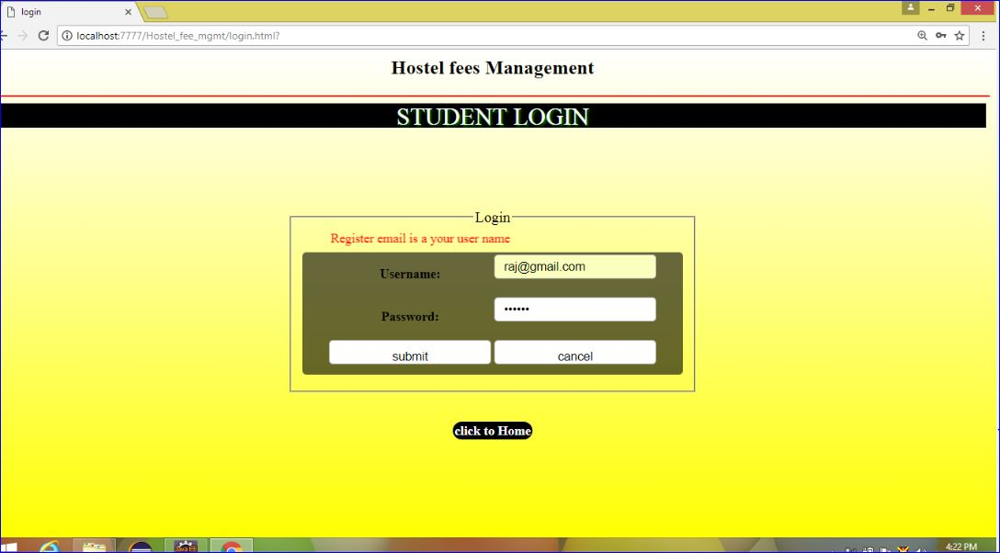 login
localhost:7777/Hostel_fee_mgmt/login.html?
Hostel fees Management
STUDENT LOGIN
Login
Register email is a your user name
Username:
raj@gmail.com
Password:
••••••
submit cancel
click to Home
4:22 PM